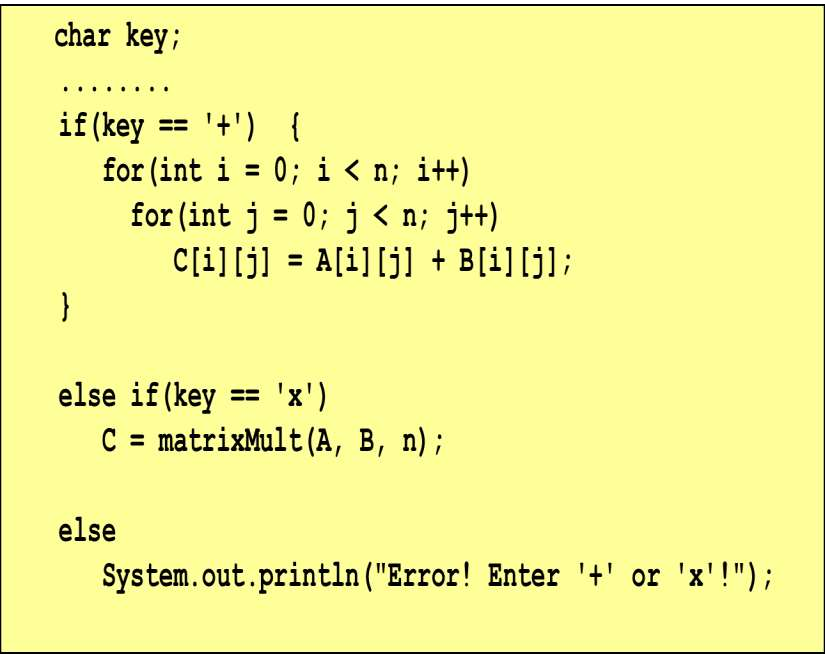 char key;
........
if(key == '+')  {
for(int i = 0; i < n; i++)
for(int j = 0; j < n; j++)
C[i][j] = A[i][j] + B[i][j];
}
else if(key == 'x')
C = matrixMult(A, B, n);
else
System.out.println("Error! Enter '+' or 'x'!");